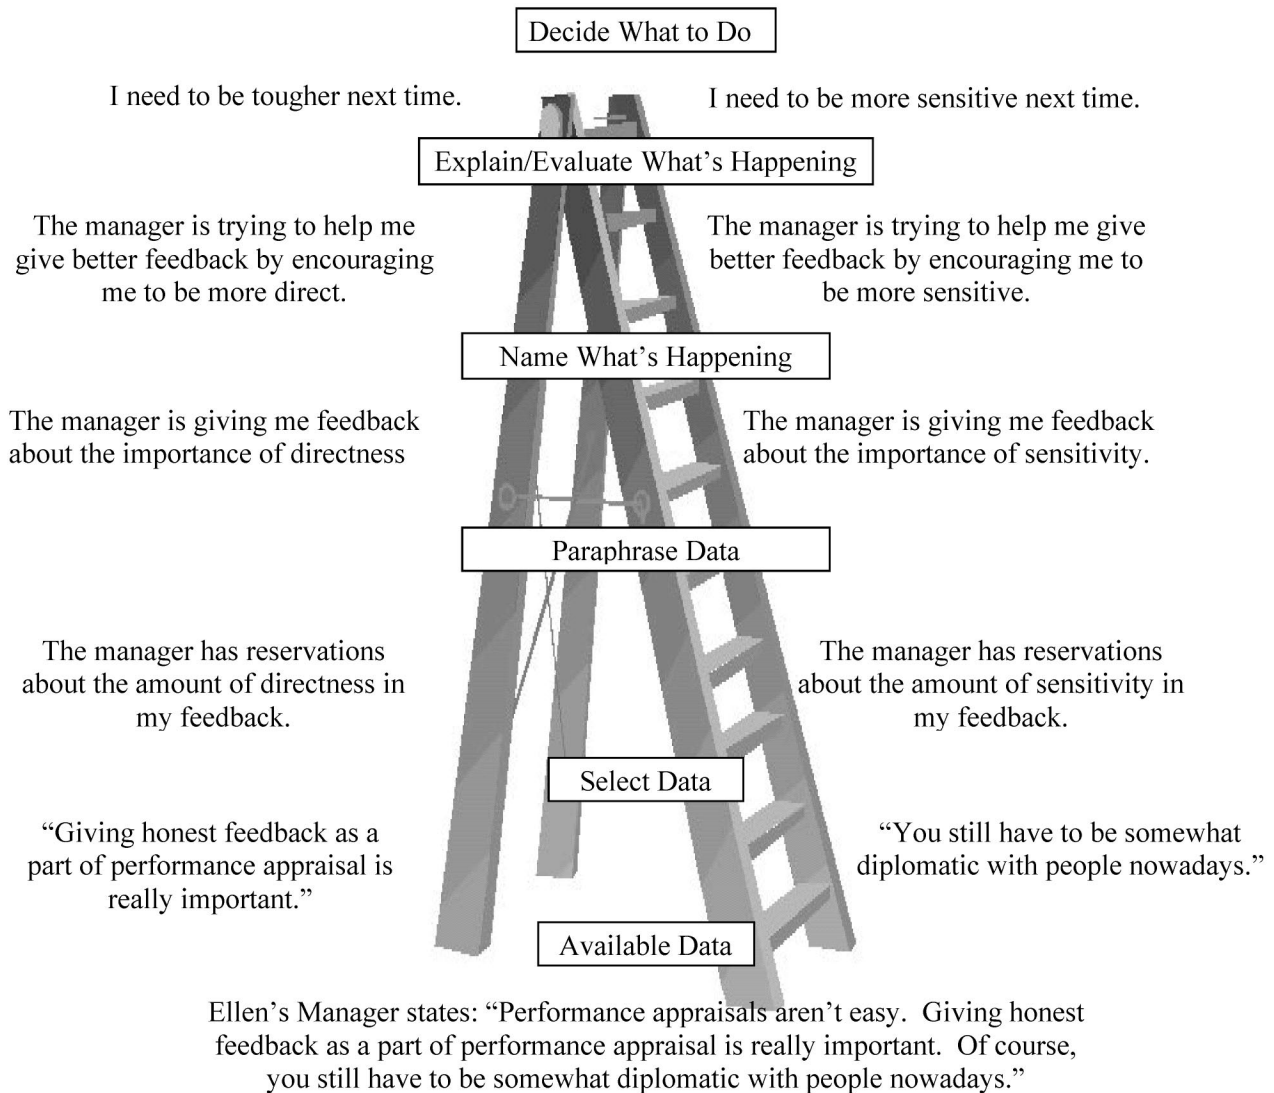 Decide What to Do
I need to be tougher next time.
I need to be more sensitive next time.
Explain/Evaluate What’s Happening
The manager is trying to help me
give better feedback by encouraging
me to be more direct.
The manager is trying to help me give
better feedback by encouraging me to
be more sensitive.
Name What’s Happening
The manager is giving me feedback
about the importance of directness
The manager is giving me feedback
about the importance of sensitivity.
Paraphrase Data
The manager has reservations
about the amount of directness in
my feedback.
The manager has reservations
about the amount of sensitivity in
my feedback.
Select Data
“Giving honest feedback as a
part of performance appraisal is
really important.”
“You still have to be somewhat
diplomatic with people nowadays.”
Available Data
Ellen’s Manager states: “Performance appraisals aren’t easy.  Giving honest
feedback as a part of performance appraisal is really important.  Of course,
you still have to be somewhat diplomatic with people nowadays.”